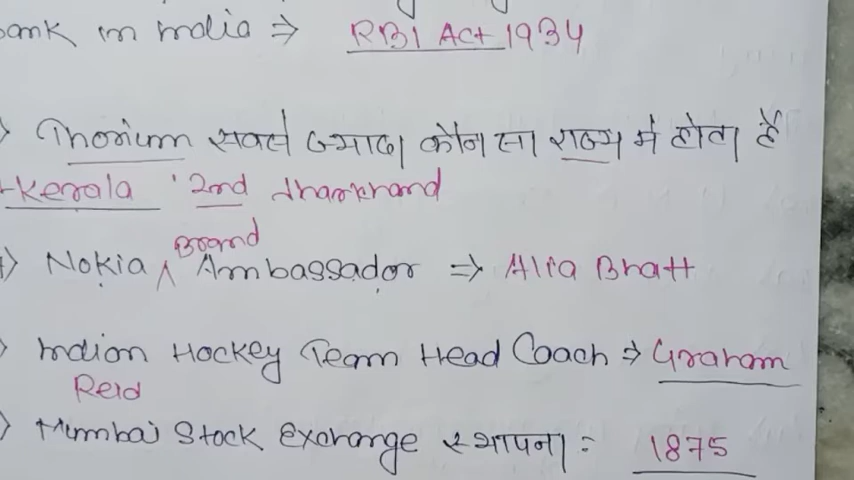 bank in India ⇒ RBI Act 1934
Thorium सबसे ज्यादा कौन सा राज्य में होता है
Kerala 2nd Jharkhand
Brand
Nokia ^ Ambassador ⇒ Alia Bhatt
Indian Hockey Team Head Coach ⇒ Graham
Reid
Mumbai Stock Exchange स्थापना = 1875